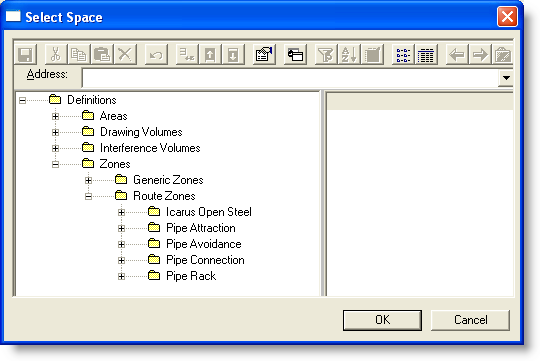 Select Space
Address:
Definitions
Areas
Drawing Volumes
Interference Volumes
Zones
Generic Zones
Route Zones
Icarus Open Steel
Pipe Attraction
Pipe Avoidance
Pipe Connection
Pipe Rack
OK
Cancel